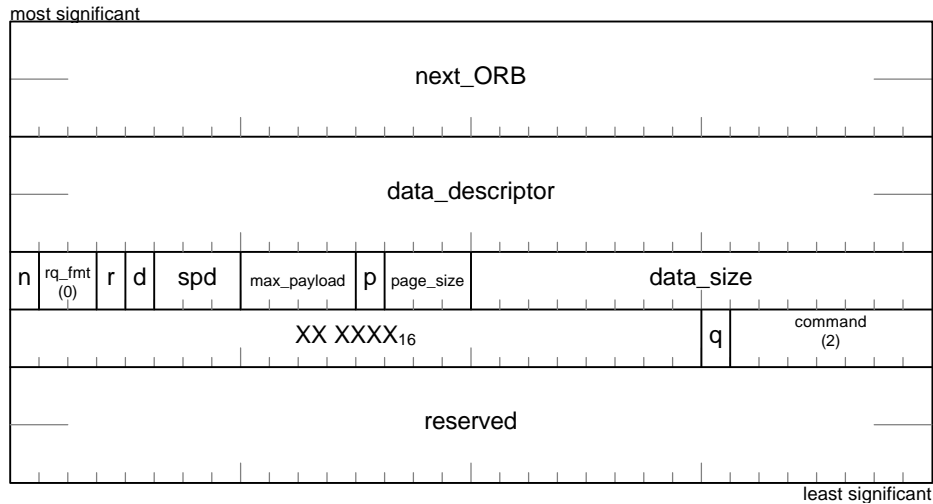 most significant
next_ORB
data_descriptor
n rq_fmt (0) r d spd max_payload p page_size data_size
XX XXXX₁₆ q command (2)
reserved
least significant